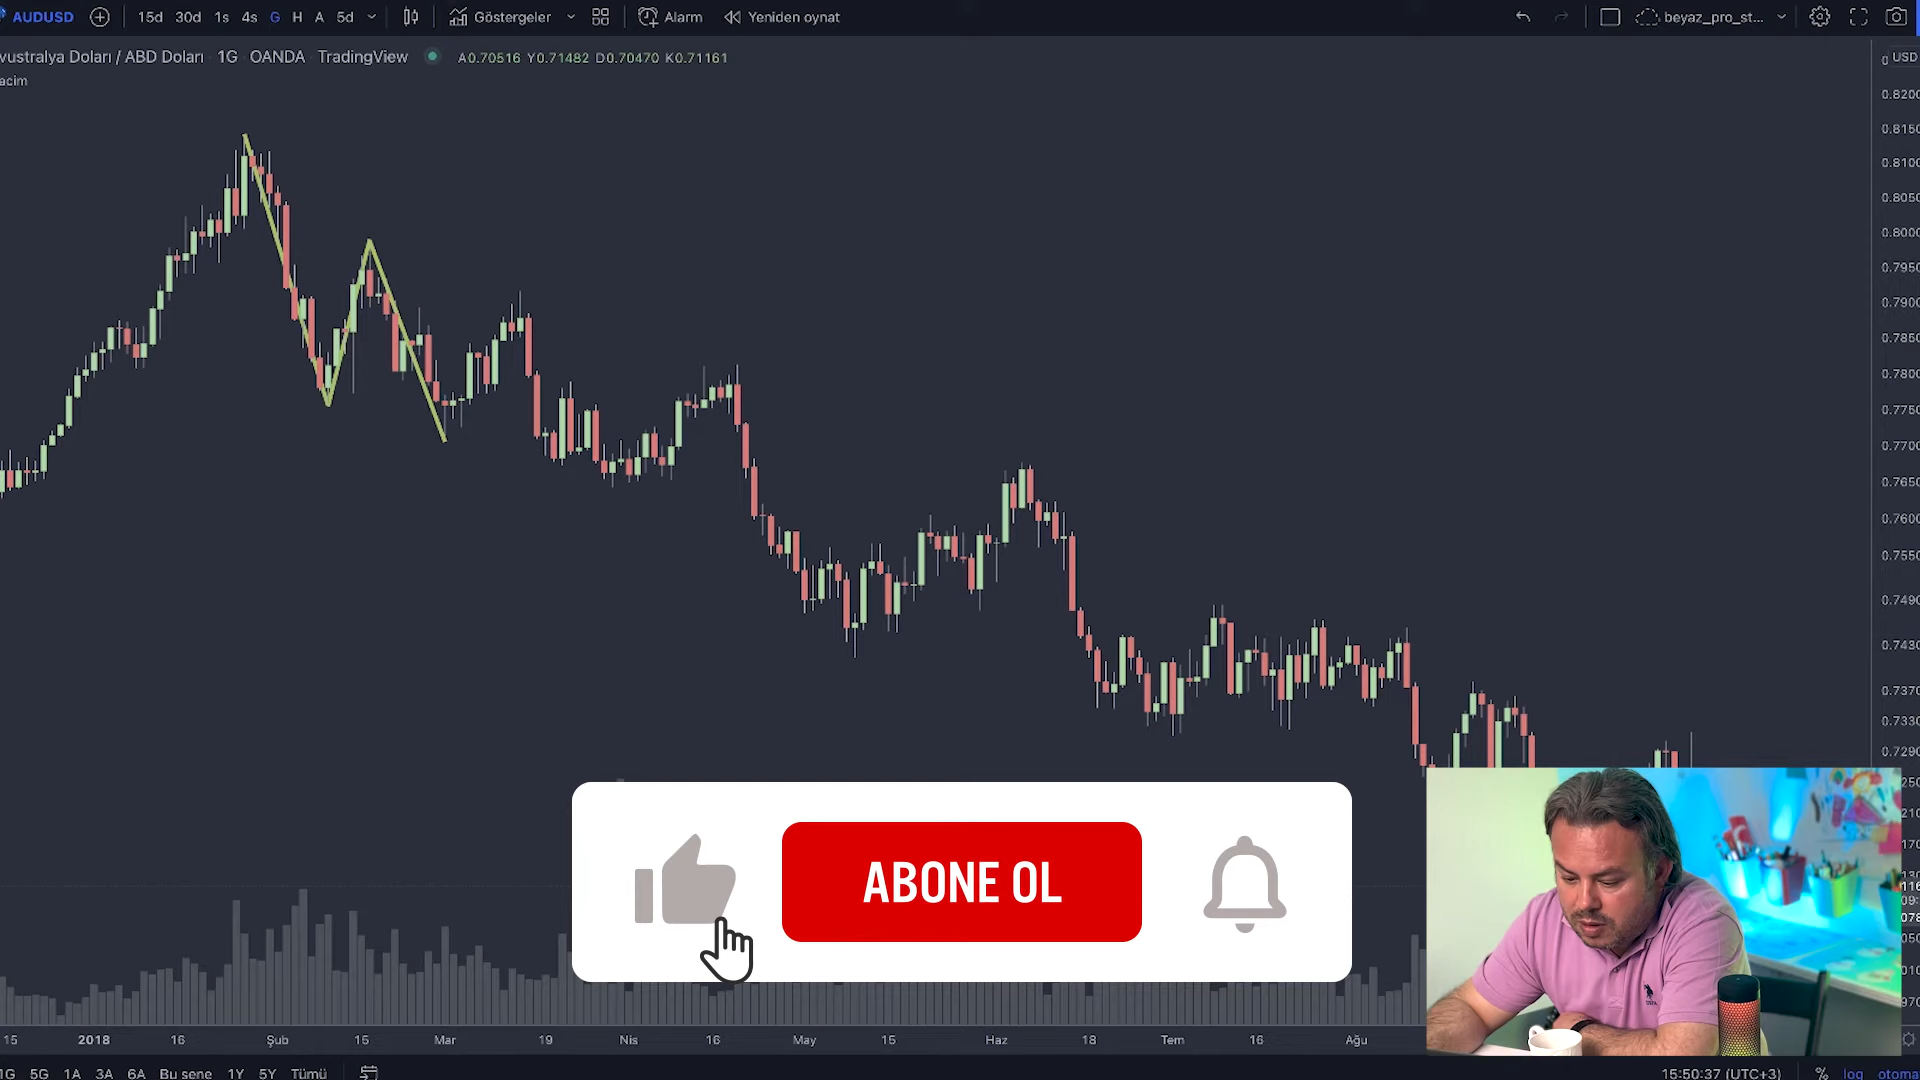 AUDUSD 15d 30d 1s 4s G H A 5d Göstergeler Alarm Yeniden oynat beyaz_pro_st...
vustralya Doları / ABD Doları 1G OANDA TradingView A0.70516 Y0.71482 D0.70470 K0.71161
USD
acim
0.8200
0.8150
0.8100
0.8050
0.8000
0.7950
0.7900
0.7850
0.7800
0.7750
0.7700
0.7650
0.7600
0.7550
0.7490
0.7430
0.7370
0.7330
0.7290
ABONE OL
15 2018 16 Şub 15 Mar 19 Nis 16 May 15 Haz 18 Tem 16 Ağu
1G 5G 1A 3A 6A Bu sene 1Y 5Y Tümü 15:50:37 (UTC+3) % log otoma